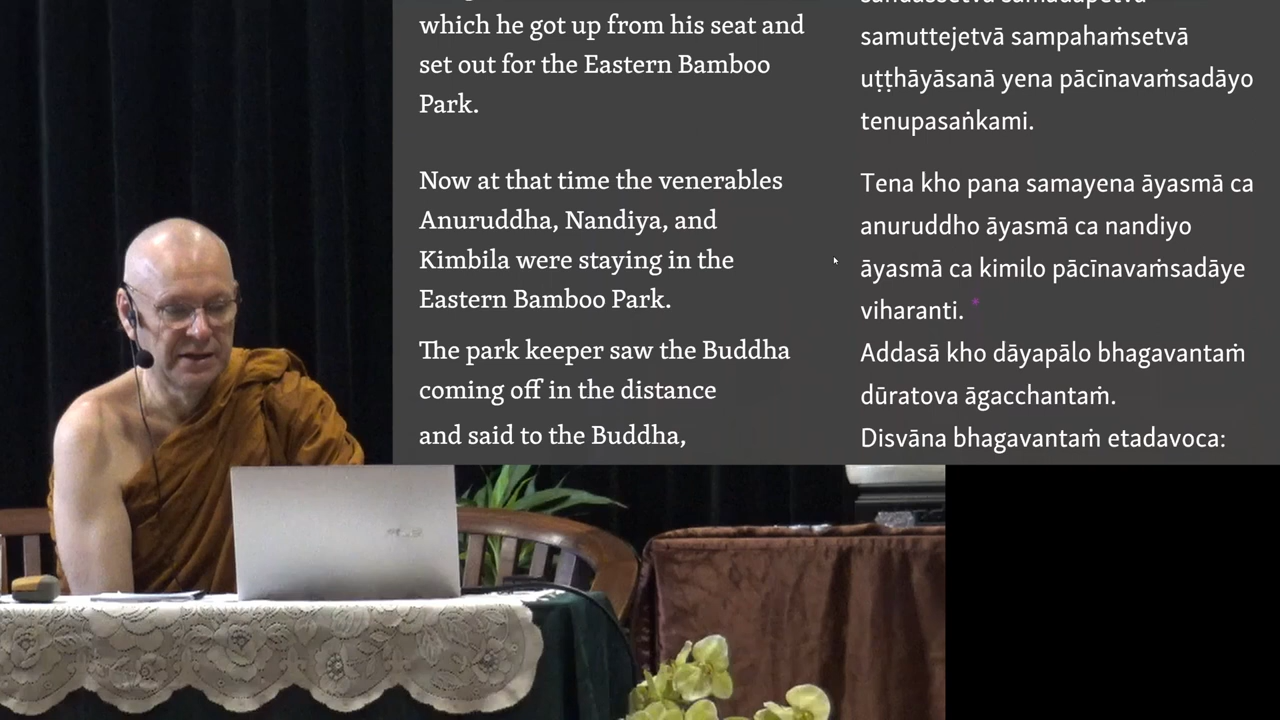 which he got up from his seat and
set out for the Eastern Bamboo
Park.
Now at that time the venerables
Anuruddha, Nandiya, and
Kimbila were staying in the
Eastern Bamboo Park.
The park keeper saw the Buddha
coming off in the distance
and said to the Buddha,
samuttejetvā sampahaṁsetvā
uṭṭhāyāsanā yena pācīnavaṁsadāyo
tenupasaṅkami.
Tena kho pana samayena āyasmā ca
anuruddho āyasmā ca nandiyo
āyasmā ca kimilo pācīnavaṁsadāye
viharanti. *
Addasā kho dāyapālo bhagavantaṁ
dūratova āgacchantaṁ.
Disvāna bhagavantaṁ etadavoca: